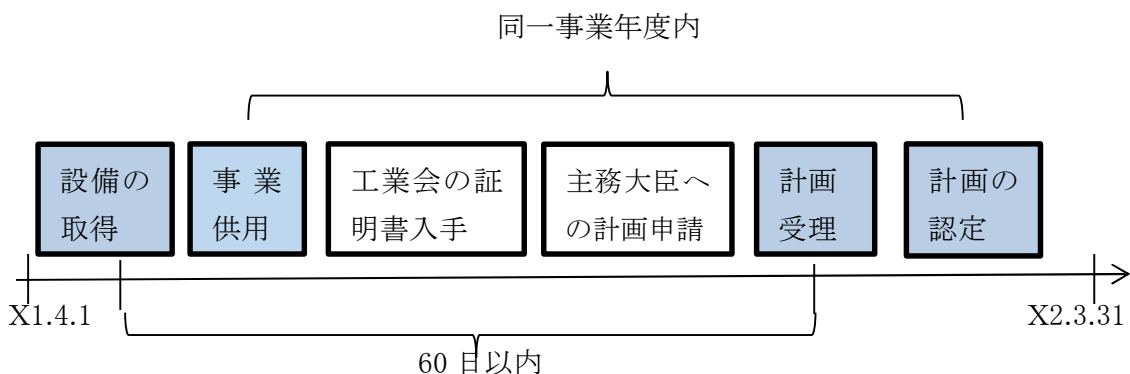 同一事業年度内
設備の
取得
事 業
供用
工業会の証
明書入手
主務大臣へ
の計画申請
計画
受理
計画の
認定
X1.4.1
X2.3.31
60 日以内